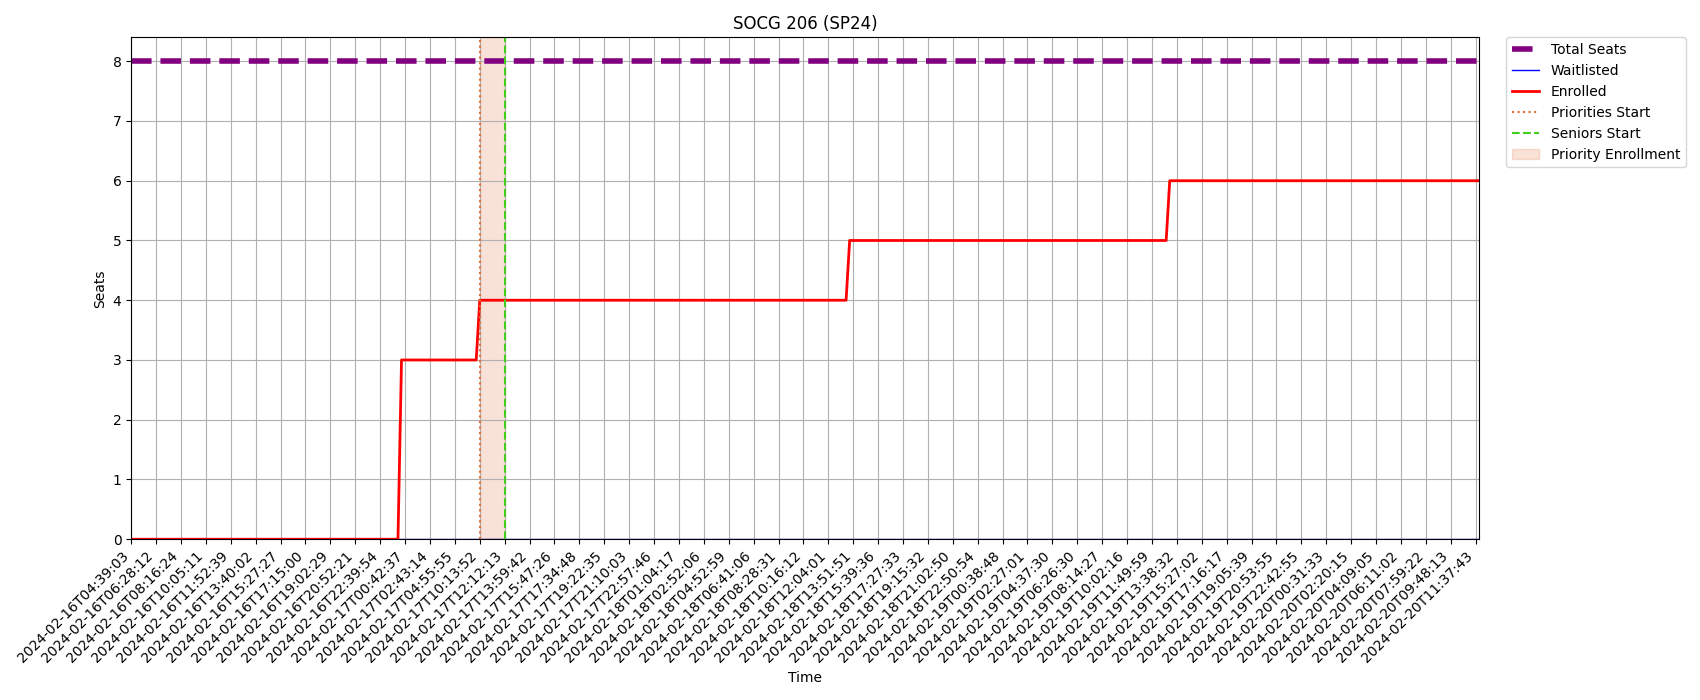 SOCG 206 (SP24)
Total Seats
Waitlisted
Enrolled
Priorities Start
Seniors Start
Priority Enrollment
Seats
8
7
6
5
4
3
2
1
0
2024-02-16T04:39:03
2024-02-16T06:28:12
2024-02-16T08:16:24
2024-02-16T10:05:11
2024-02-16T11:52:39
2024-02-16T13:40:02
2024-02-16T15:27:27
2024-02-16T17:15:00
2024-02-16T19:02:29
2024-02-16T20:52:21
2024-02-16T22:39:54
2024-02-17T00:42:37
2024-02-17T02:43:14
2024-02-17T04:55:55
2024-02-17T10:13:52
2024-02-17T12:12:13
2024-02-17T13:59:42
2024-02-17T15:47:26
2024-02-17T17:34:48
2024-02-17T19:22:35
2024-02-17T21:10:03
2024-02-17T22:57:46
2024-02-18T01:04:17
2024-02-18T02:52:06
2024-02-18T04:52:59
2024-02-18T06:41:06
2024-02-18T08:28:31
2024-02-18T10:16:12
2024-02-18T12:04:01
2024-02-18T13:51:51
2024-02-18T15:39:36
2024-02-18T17:27:33
2024-02-18T19:15:32
2024-02-18T21:02:50
2024-02-18T22:50:54
2024-02-19T00:38:48
2024-02-19T02:27:01
2024-02-19T04:37:30
2024-02-19T06:26:30
2024-02-19T08:14:27
2024-02-19T10:02:16
2024-02-19T11:49:59
2024-02-19T13:38:32
2024-02-19T15:27:02
2024-02-19T17:16:17
2024-02-19T19:05:39
2024-02-19T20:53:55
2024-02-19T22:42:55
2024-02-20T00:31:33
2024-02-20T02:20:15
2024-02-20T04:09:05
2024-02-20T06:11:02
2024-02-20T07:59:22
2024-02-20T09:48:13
2024-02-20T11:37:43
Time